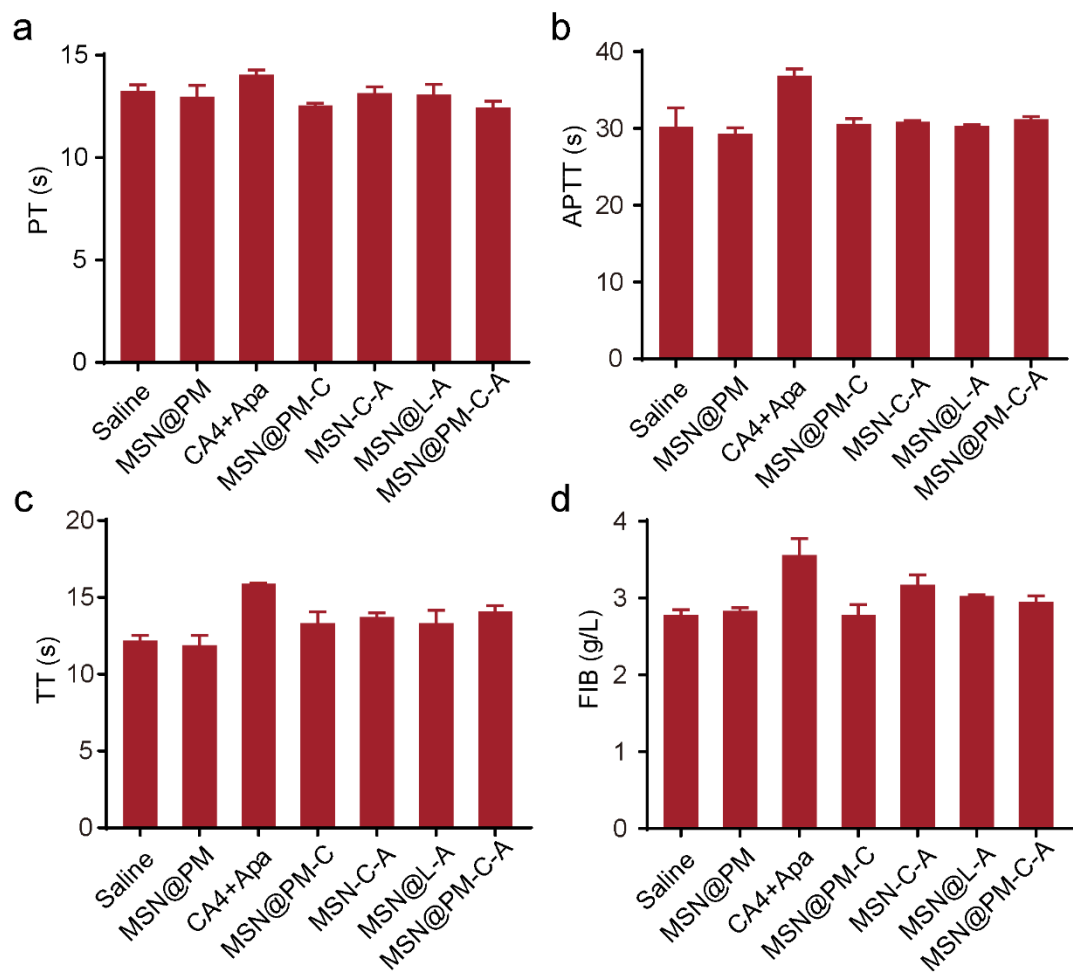 a
PT (s)
15
10
5
0
Saline
MSN@PM
CA4+Apa
MSN@PM-C
MSN-C-A
MSN@L-A
MSN@PM-C-A
b
APTT (s)
40
30
20
10
0
Saline
MSN@PM
CA4+Apa
MSN@PM-C
MSN-C-A
MSN@L-A
MSN@PM-C-A
c
TT (s)
20
15
10
5
0
Saline
MSN@PM
CA4+Apa
MSN@PM-C
MSN-C-A
MSN@L-A
MSN@PM-C-A
d
FIB (g/L)
4
3
2
1
0
Saline
MSN@PM
CA4+Apa
MSN@PM-C
MSN-C-A
MSN@L-A
MSN@PM-C-A